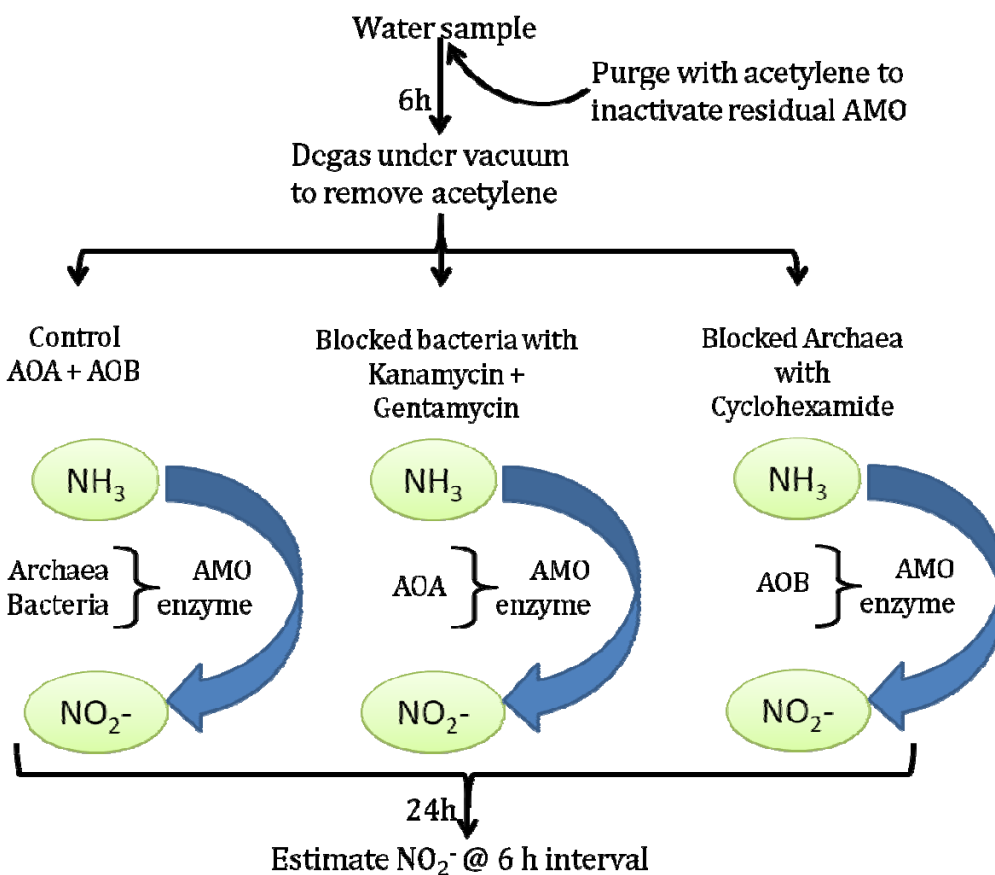 Water sample
Purge with acetylene to
inactivate residual AMO
6h
Degas under vacuum
to remove acetylene
Control
AOA + AOB
Blocked bacteria with
Kanamycin +
Gentamycin
Blocked Archaea
with
Cyclohexamide
NH₃
Archaea
Bacteria
AMO
enzyme
NO₂-
NH₃
AOA
AMO
enzyme
NO₂-
NH₃
AOB
AMO
enzyme
NO₂-
24h
Estimate NO₂⁻ @ 6 h interval